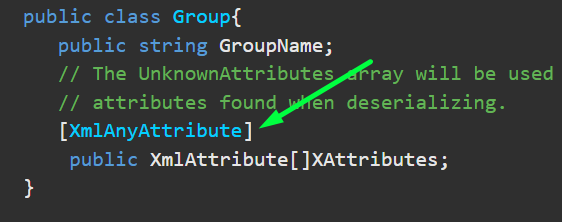 public class Group{
public string GroupName;
// The UnknownAttributes array will be used
// attributes found when deserializing.
[XmlAnyAttribute]
public XmlAttribute[]XAttributes;
}